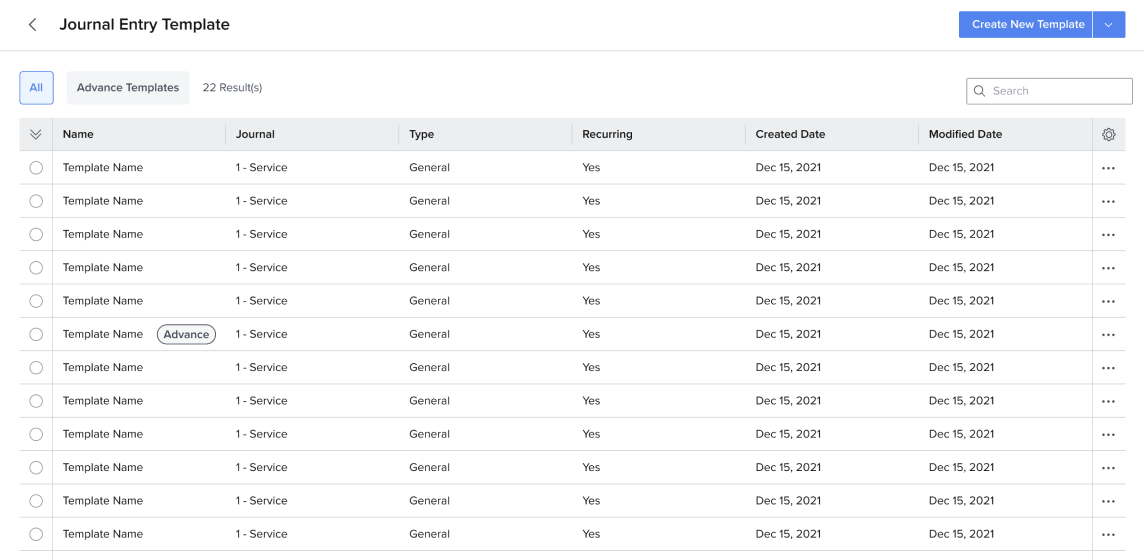 Journal Entry Template
Create New Template
All
Advance Templates
22 Result(s)
Search
Name Journal Type Recurring Created Date Modified Date
Template Name 1 - Service General Yes Dec 15, 2021 Dec 15, 2021
Template Name 1 - Service General Yes Dec 15, 2021 Dec 15, 2021
Template Name 1 - Service General Yes Dec 15, 2021 Dec 15, 2021
Template Name 1 - Service General Yes Dec 15, 2021 Dec 15, 2021
Template Name 1 - Service General Yes Dec 15, 2021 Dec 15, 2021
Template Name Advance 1 - Service General Yes Dec 15, 2021 Dec 15, 2021
Template Name 1 - Service General Yes Dec 15, 2021 Dec 15, 2021
Template Name 1 - Service General Yes Dec 15, 2021 Dec 15, 2021
Template Name 1 - Service General Yes Dec 15, 2021 Dec 15, 2021
Template Name 1 - Service General Yes Dec 15, 2021 Dec 15, 2021
Template Name 1 - Service General Yes Dec 15, 2021 Dec 15, 2021
Template Name 1 - Service General Yes Dec 15, 2021 Dec 15, 2021